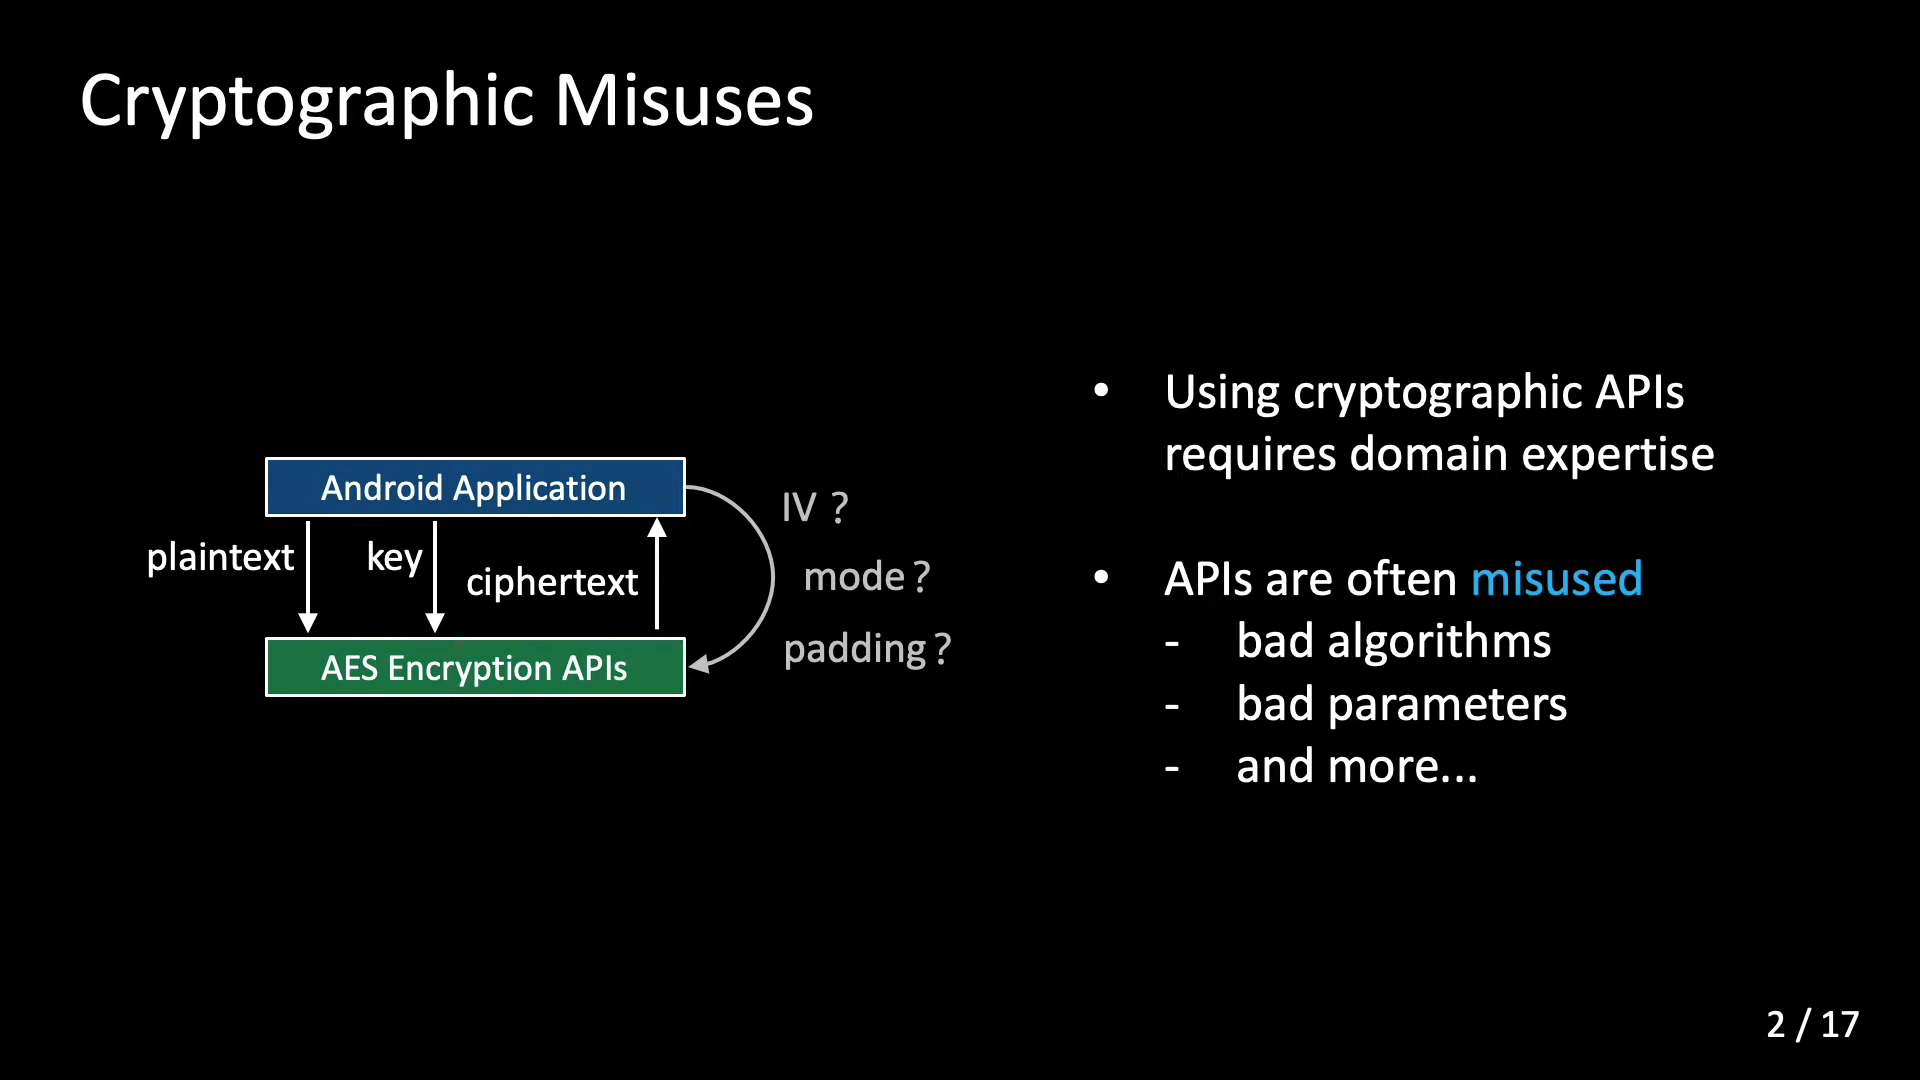 Cryptographic Misuses
Android Application
plaintext
key
ciphertext
IV ?
mode ?
padding ?
AES Encryption APIs
• Using cryptographic APIs
requires domain expertise
• APIs are often misused
- bad algorithms
- bad parameters
- and more...
2 / 17